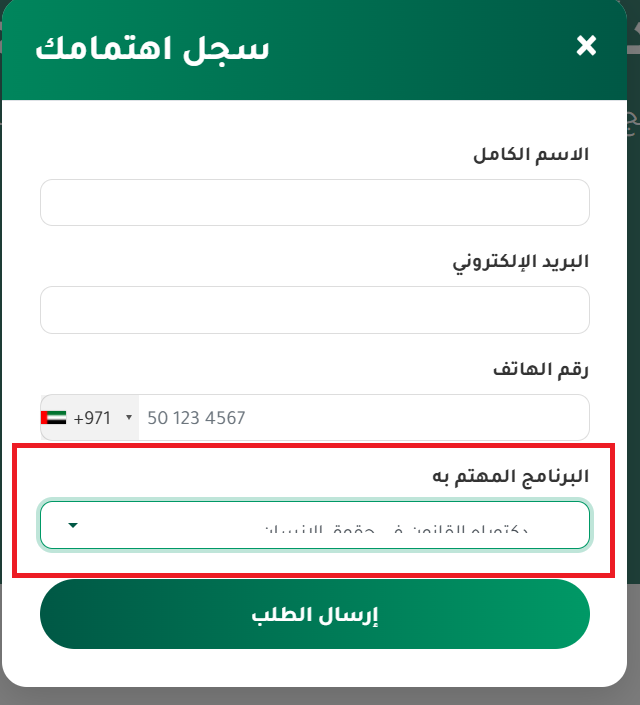 سجل اهتمامك ×
الاسم الكامل
البريد الإلكتروني
رقم الهاتف
+971 50 123 4567
البرنامج المهتم به
دكتوراه القانون في حقوق الإنسان
إرسال الطلب